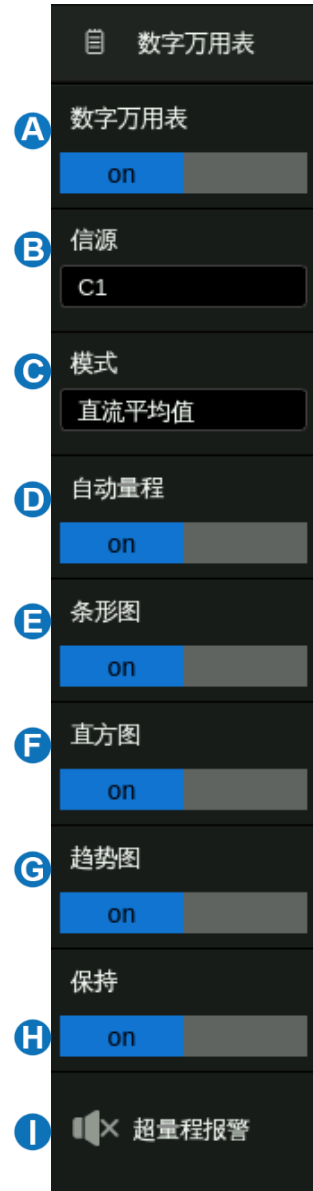 数字万用表
A 数字万用表
on
B 信源
C1
C 模式
直流平均值
D 自动量程
on
E 条形图
on
F 直方图
on
G 趋势图
on
保持
H on
I 超量程报警